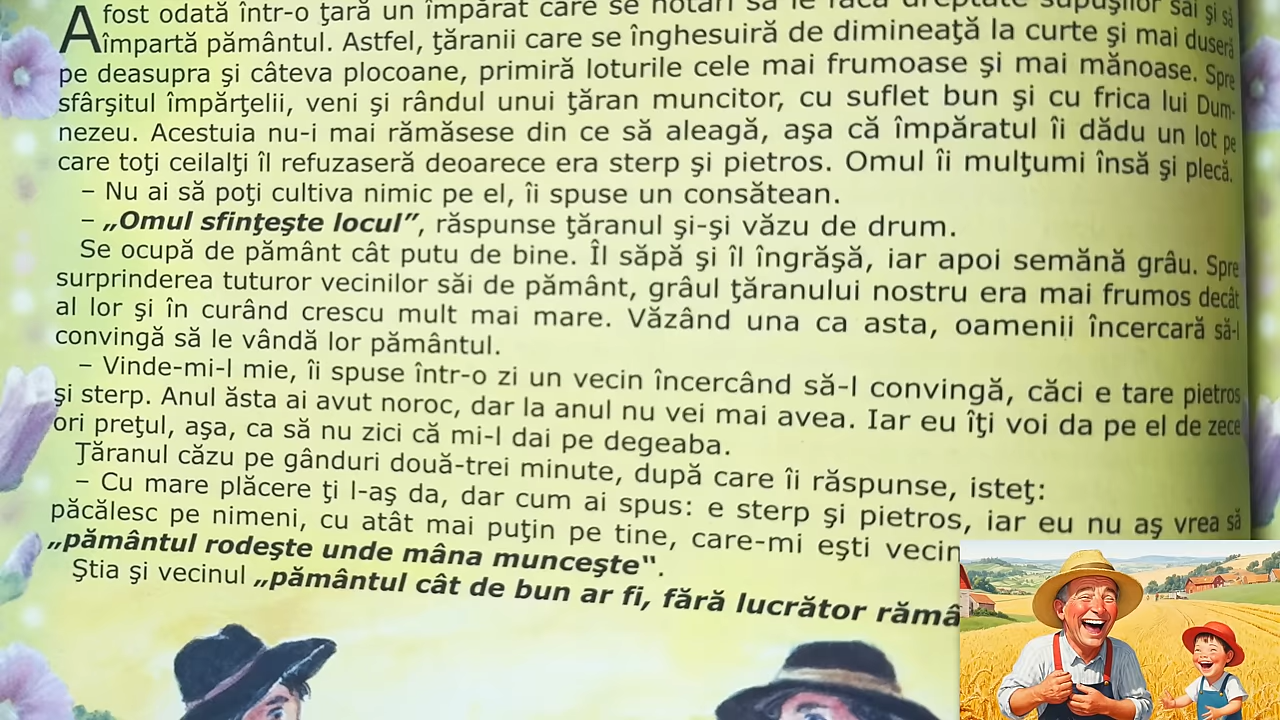 A fost odată într-o ţară un împărat care se hotărî să le facă dreptate supuşilor săi şi să
împartă pământul. Astfel, ţăranii care se înghesuiră de dimineaţă la curte şi mai duseră
pe deasupra şi câteva plocoane, primiră loturile cele mai frumoase şi mai mănoase. Spre
sfârşitul împărţelii, veni şi rândul unui ţăran muncitor, cu suflet bun şi cu frica lui Dum-
nezeu. Acestuia nu-i mai rămăsese din ce să aleagă, aşa că împăratul îi dădu un lot pe
care toţi ceilalţi îl refuzaseră deoarece era sterp şi pietros. Omul îi mulţumi însă şi plecă.
– Nu ai să poţi cultiva nimic pe el, îi spuse un consătean.
– „Omul sfinţeşte locul”, răspunse ţăranul şi-şi văzu de drum.
Se ocupă de pământ cât putu de bine. Îl săpă şi îl îngrăşă, iar apoi semănă grâu. Spre
surprinderea tuturor vecinilor săi de pământ, grâul ţăranului nostru era mai frumos decât
al lor şi în curând crescu mult mai mare. Văzând una ca asta, oamenii încercară să-l
convingă să le vândă lor pământul.
– Vinde-mi-l mie, îi spuse într-o zi un vecin încercând să-l convingă, căci e tare pietros
şi sterp. Anul ăsta ai avut noroc, dar la anul nu vei mai avea. Iar eu îţi voi da pe el de zece
ori preţul, aşa, ca să nu zici că mi-l dai pe degeaba.
Ţăranul căzu pe gânduri două-trei minute, după care îi răspunse, isteţ:
– Cu mare plăcere ţi l-aş da, dar cum ai spus: e sterp şi pietros, iar eu nu aş vrea să
păcălesc pe nimeni, cu atât mai puţin pe tine, care-mi eşti vecin
„pământul rodeşte unde mâna munceşte“.
Ştia şi vecinul „pământul cât de bun ar fi, fără lucrător